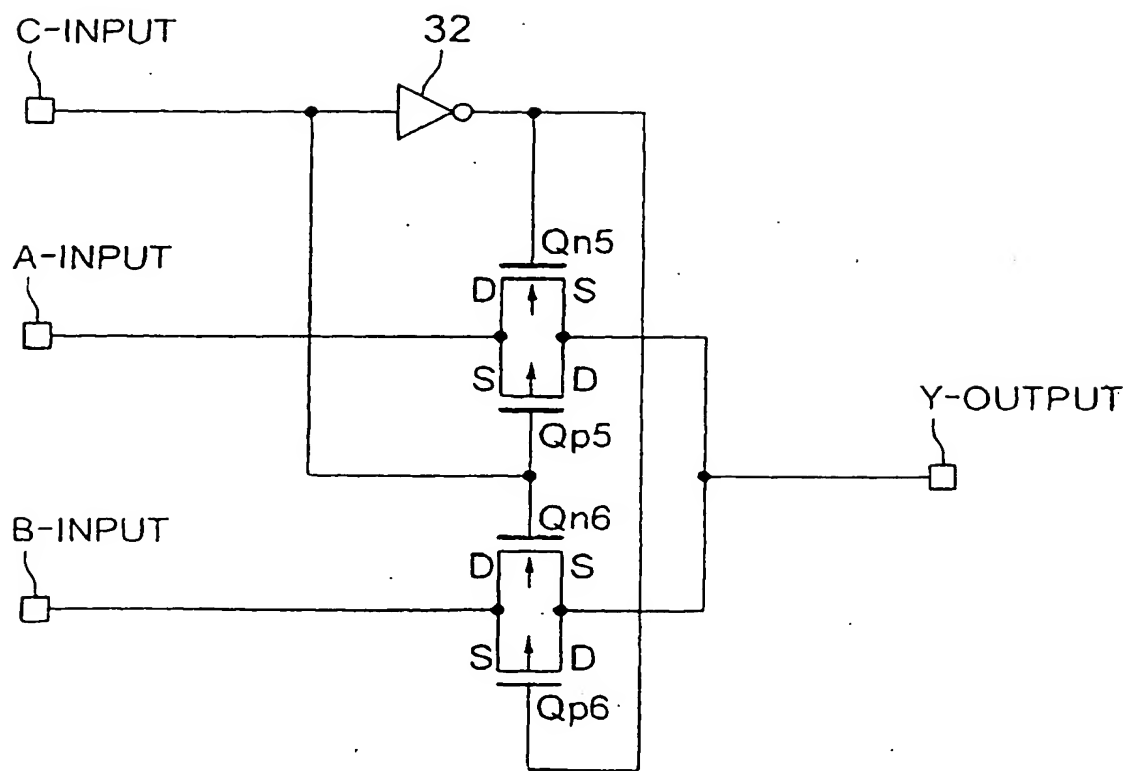 C-INPUT
32
A-INPUT
Qn5
D S
S D
Qp5
Y-OUTPUT
B-INPUT
Qn6
D S
S D
Qp6